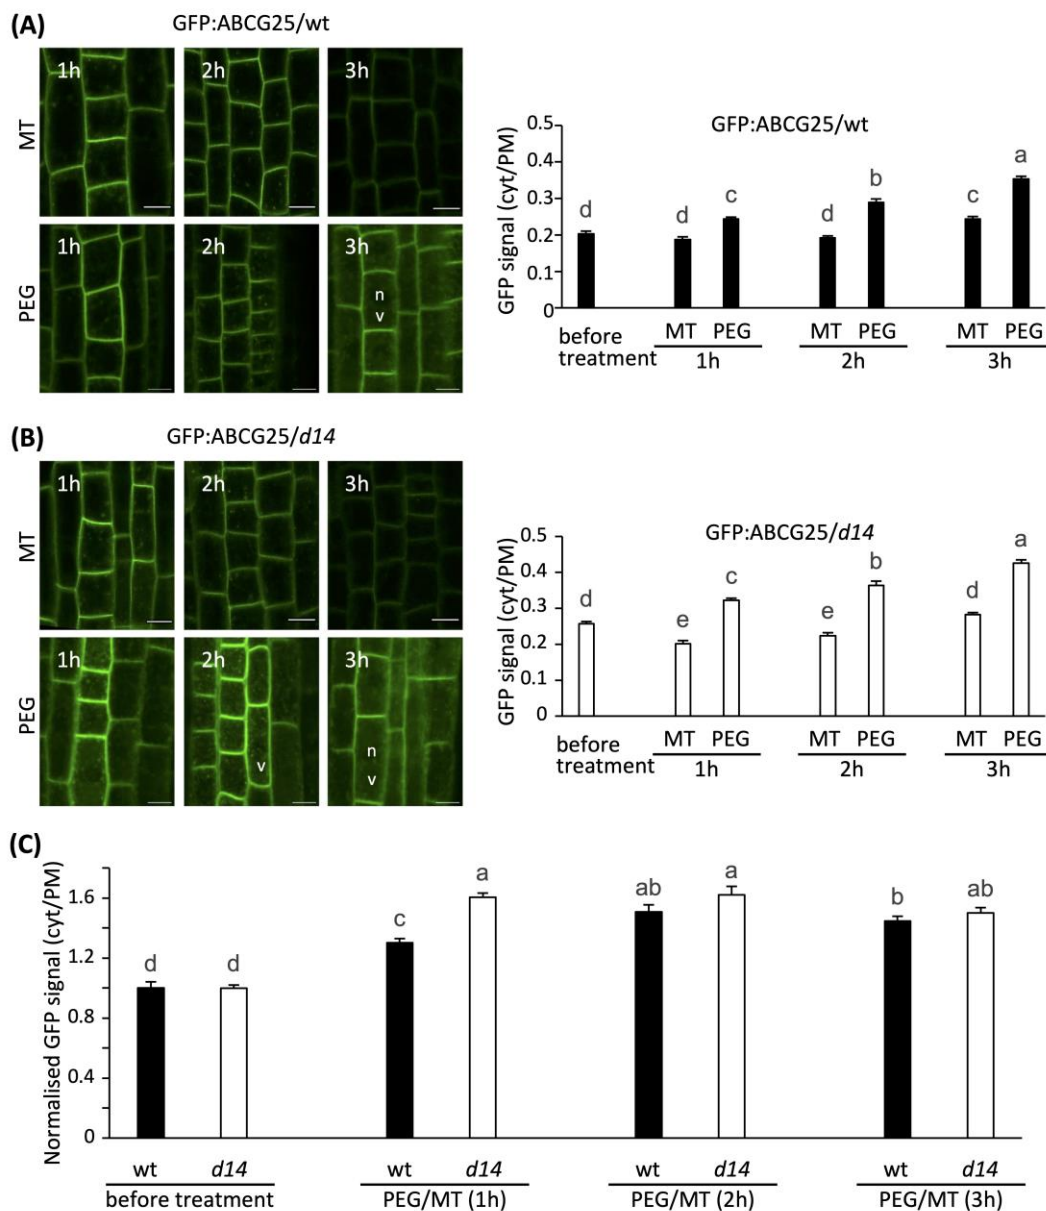 (A)
GFP:ABCG25/wt
MT
1h
2h
3h
PEG
1h
2h
3h
n
v
GFP:ABCG25/wt
GFP signal (cyt/PM)
0.5
0.4
0.3
0.2
0.1
0
d
d
c
d
b
c
a
before treatment
MT PEG
MT PEG
MT PEG
1h
2h
3h
(B)
GFP:ABCG25/d14
MT
1h
2h
3h
PEG
1h
2h
3h
v
n
v
GFP:ABCG25/d14
GFP signal (cyt/PM)
0.5
0.4
0.3
0.2
0.1
0
d
e
c
e
b
d
a
before treatment
MT PEG
MT PEG
MT PEG
1h
2h
3h
(C)
Normalised GFP signal (cyt/PM)
1.6
1.2
0.8
0.4
0
d
d
c
a
ab
a
b
ab
wt d14
wt d14
wt d14
wt d14
before treatment
PEG/MT (1h)
PEG/MT (2h)
PEG/MT (3h)